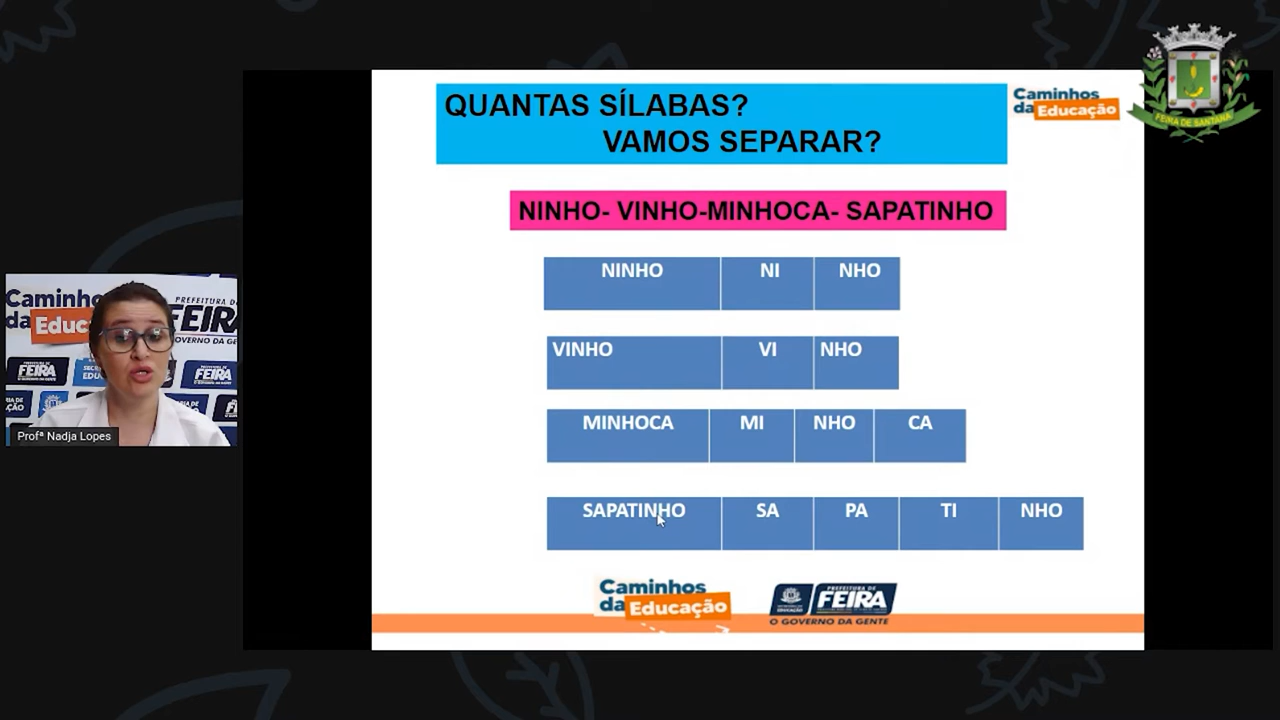 QUANTAS SÍLABAS?
VAMOS SEPARAR?
Caminhos
da Educação
FEIRA DE SANTANA
NINHO- VINHO-MINHOCA- SAPATINHO
NINHO NI NHO
VINHO VI NHO
MINHOCA MI NHO CA
SAPATINHO SA PA TI NHO
Caminhos
da Educação
PREFEITURA DE
FEIRA
O GOVERNO DA GENTE
Caminhos
da Educ
PREFEITURA DE
FEIRA
GOVERNO DA GE
FEIRA
FEIRA
Profª Nadja Lopes